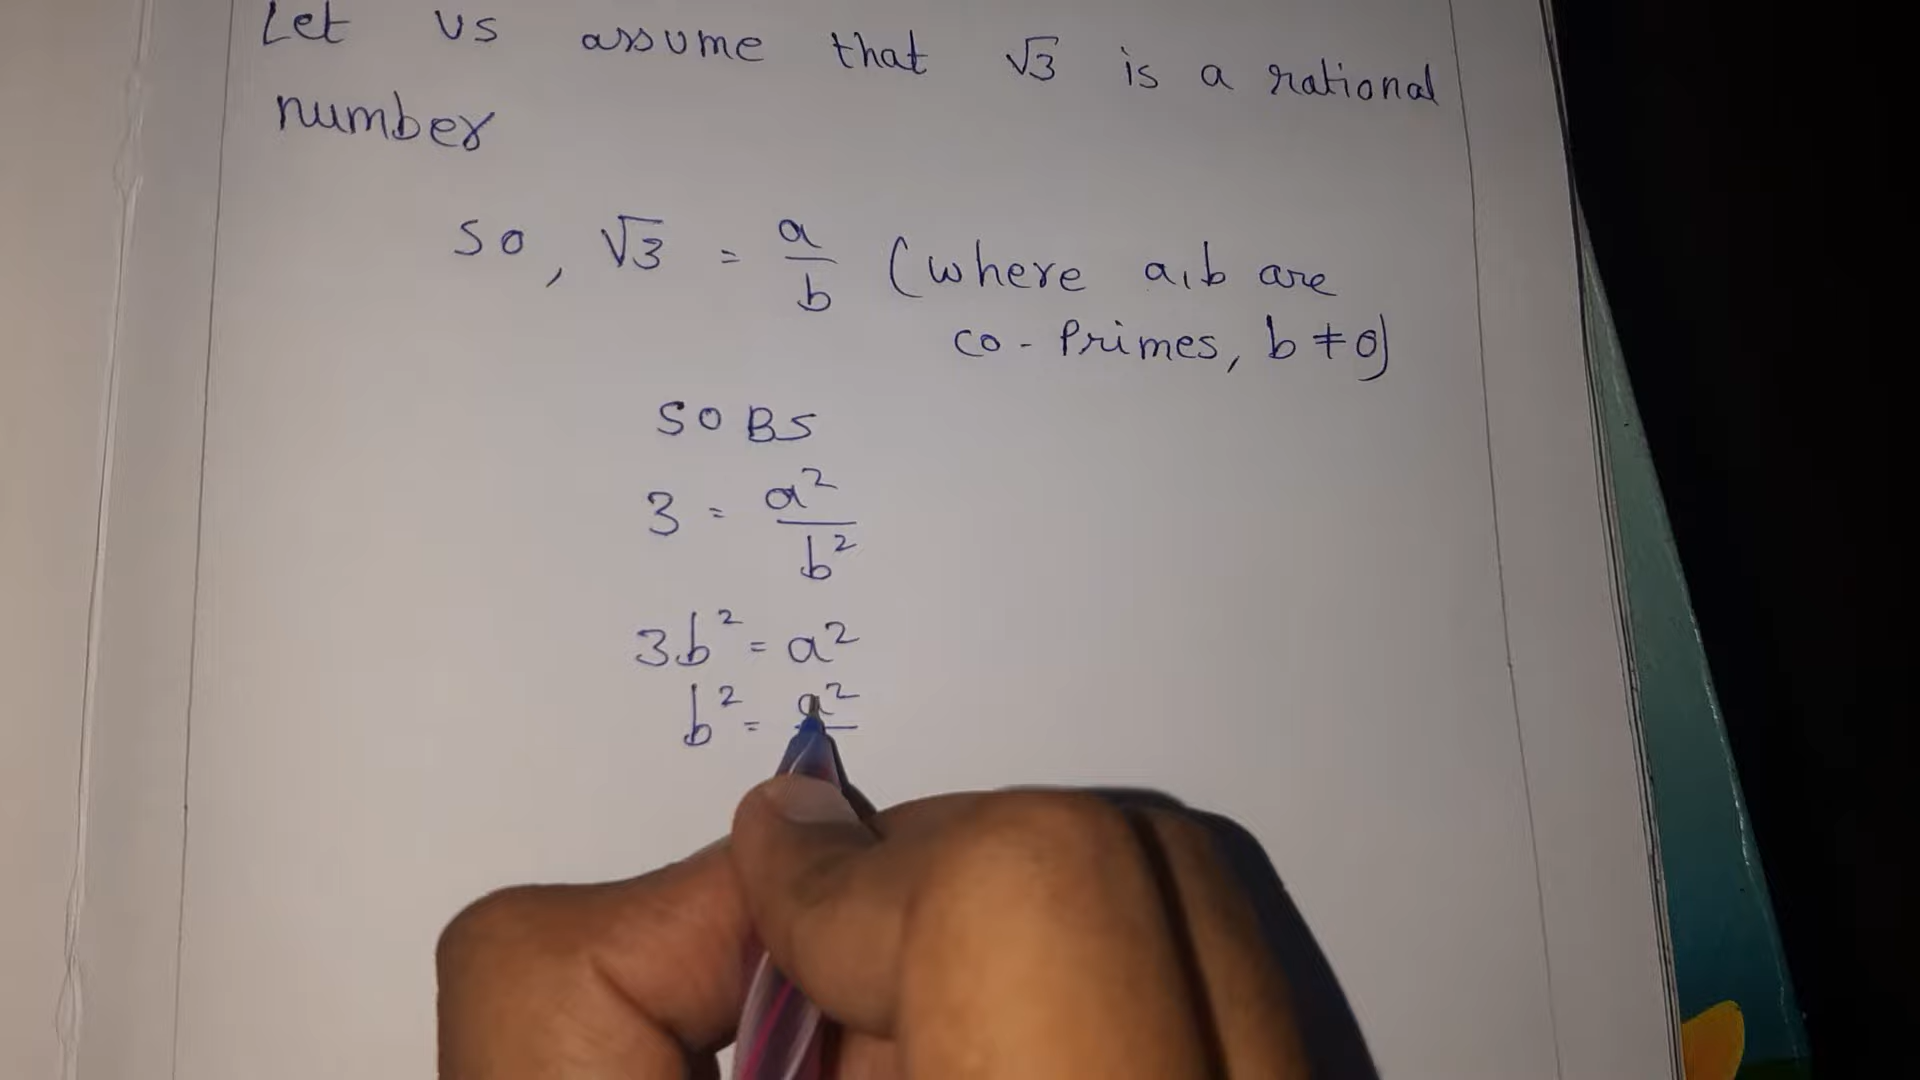 Let us assume that √3 is a rational
number
So, √3 = a/b (where a, b are
co-Primes, b ≠ 0)
SOBS
3 = a²/b²
3b² = a²
b² = a²/